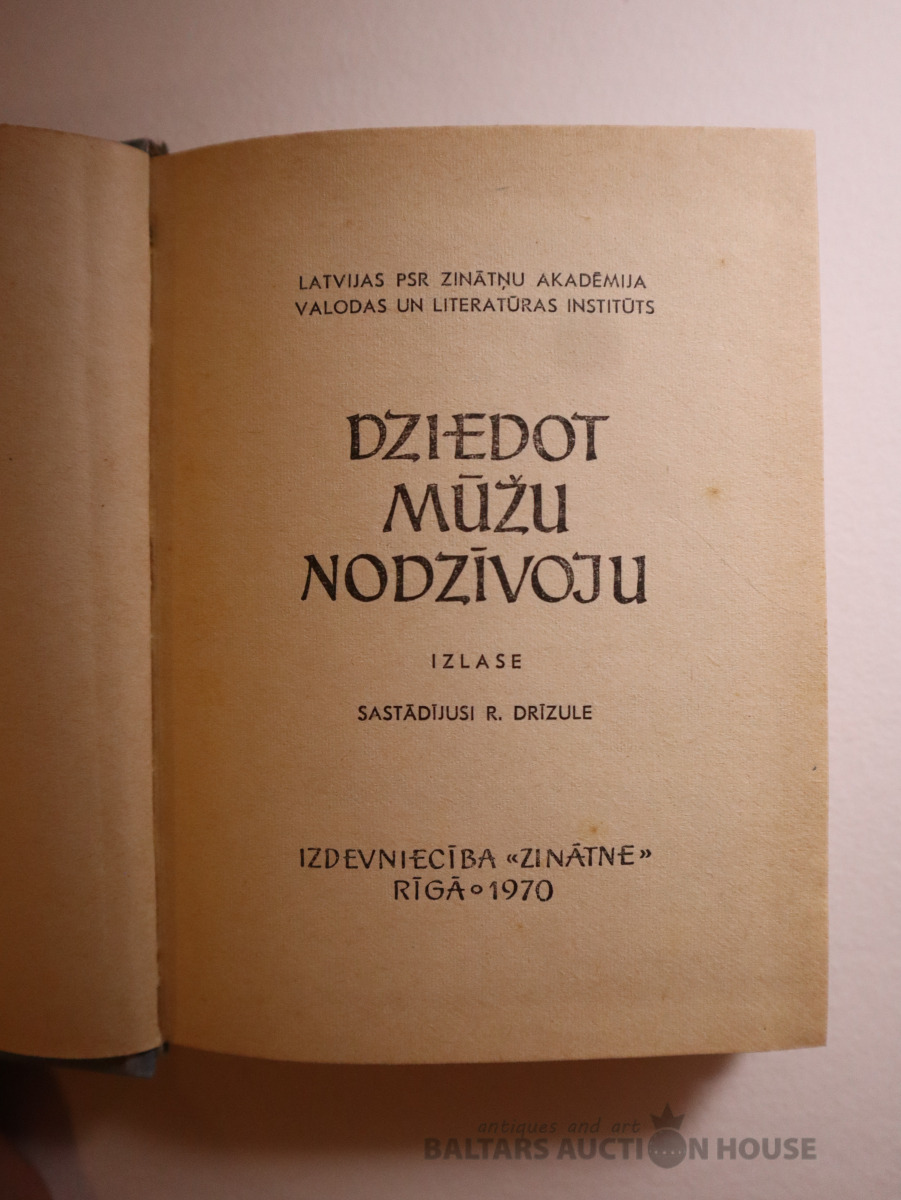 LATVIJAS PSR ZINĀTŅU AKADĒMIJA
VALODAS UN LITERATŪRAS INSTITŪTS
DZIEDOT
MŪŽU
NODZĪVOJU
IZLASE
SASTĀDĪJUSI R. DRĪZULE
IZDEVNIECĪBA «ZINĀTNE»
RĪGĀ 1970
antiques and art
BALTARS AUCTION HOUSE